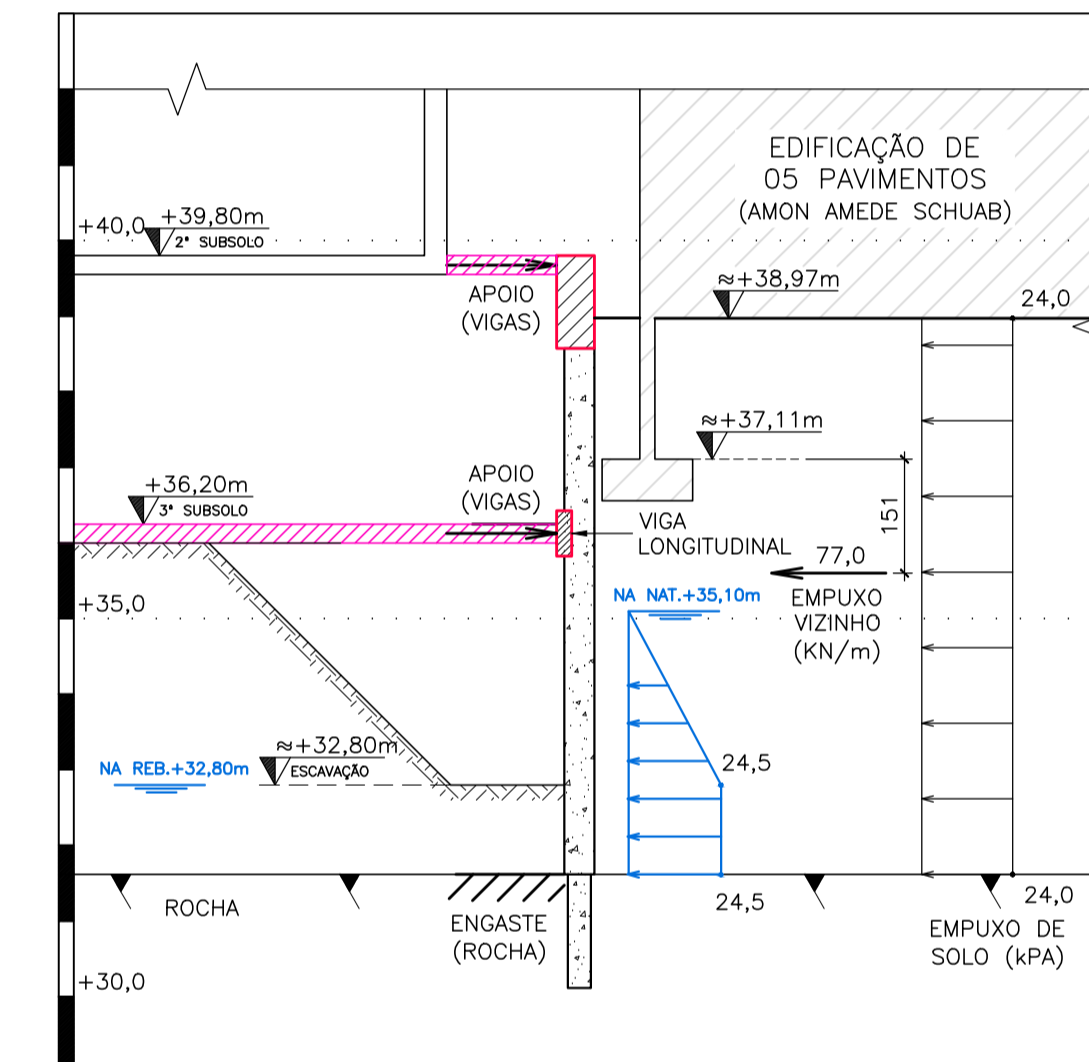 EDIFICAÇÃO DE
05 PAVIMENTOS
(AMON AMEDE SCHUAB)
+40,0
+39,80m
2° SUBSOLO
APOIO
(VIGAS)
≈+38,97m
24,0
≈+37,11m
APOIO
(VIGAS)
+36,20m
3° SUBSOLO
VIGA
LONGITUDINAL
151
77,0
NA NAT.+35,10m
EMPUXO
VIZINHO
(KN/m)
+35,0
≈+32,80m
ESCAVAÇÃO
NA REB.+32,80m
24,5
ROCHA
ENGASTE
(ROCHA)
24,5
24,0
EMPUXO DE
SOLO (kPA)
+30,0